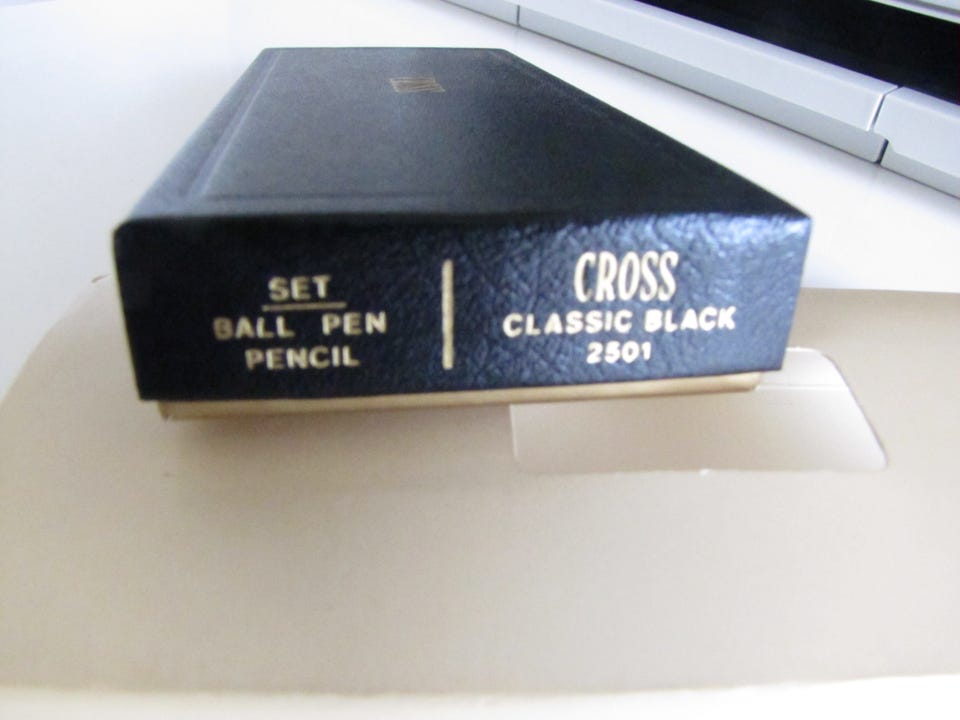 SET
BALL PEN
PENCIL
CROSS
CLASSIC BLACK
2501